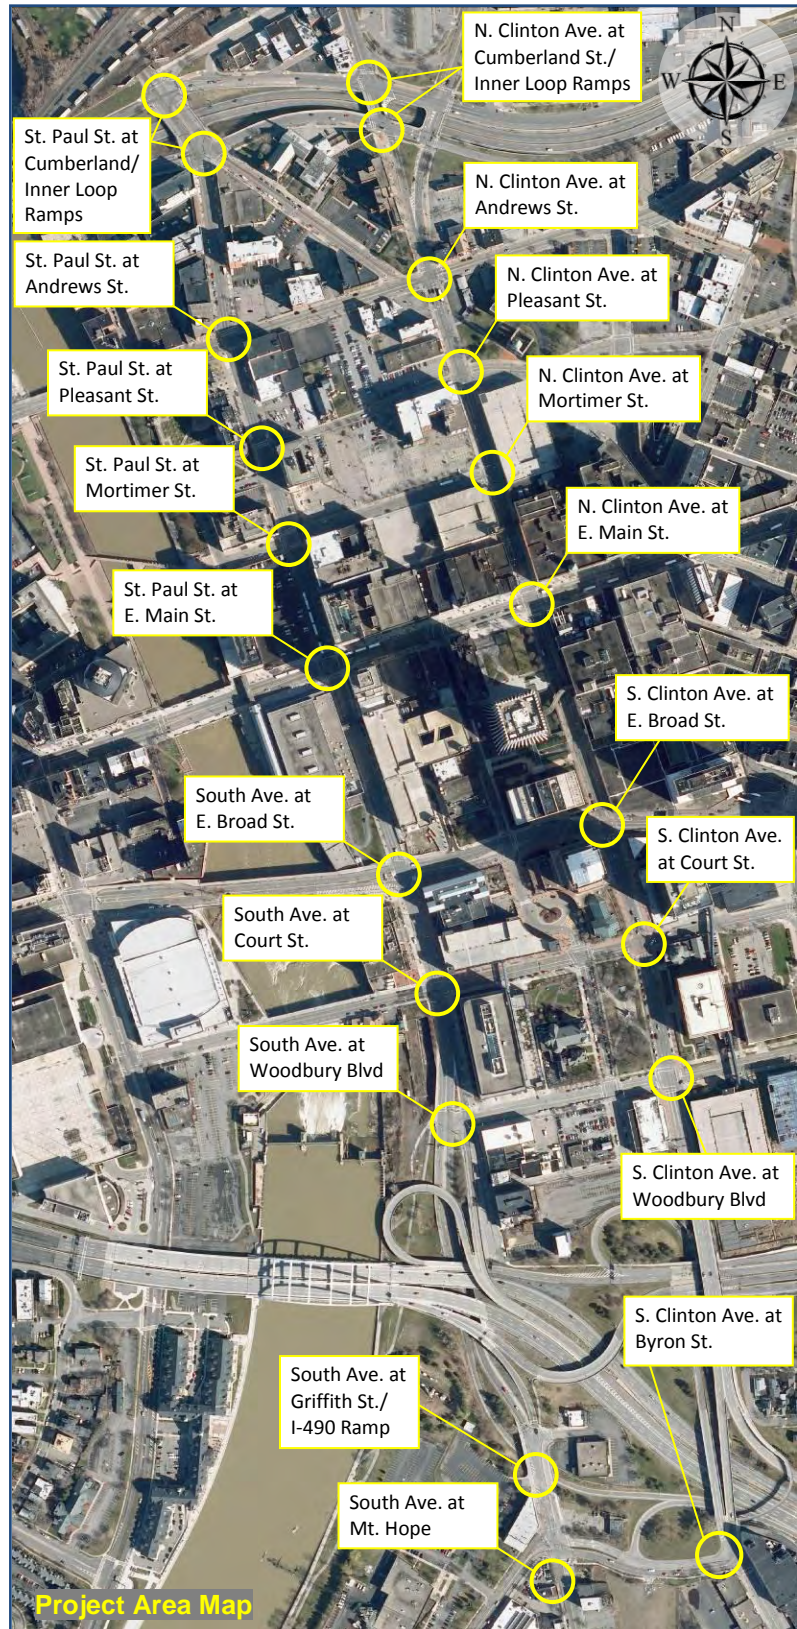 N
W
E
S
N. Clinton Ave. at
Cumberland St./
Inner Loop Ramps
St. Paul St. at
Cumberland/
Inner Loop
Ramps
N. Clinton Ave. at
Andrews St.
St. Paul St. at
Andrews St.
N. Clinton Ave. at
Pleasant St.
St. Paul St. at
Pleasant St.
N. Clinton Ave. at
Mortimer St.
St. Paul St. at
Mortimer St.
N. Clinton Ave. at
E. Main St.
St. Paul St. at
E. Main St.
S. Clinton Ave. at
E. Broad St.
South Ave. at
E. Broad St.
S. Clinton Ave.
at Court St.
South Ave. at
Court St.
South Ave. at
Woodbury Blvd
S. Clinton Ave. at
Woodbury Blvd
S. Clinton Ave. at
Byron St.
South Ave. at
Griffith St./
I-490 Ramp
South Ave. at
Mt. Hope
Project Area Map